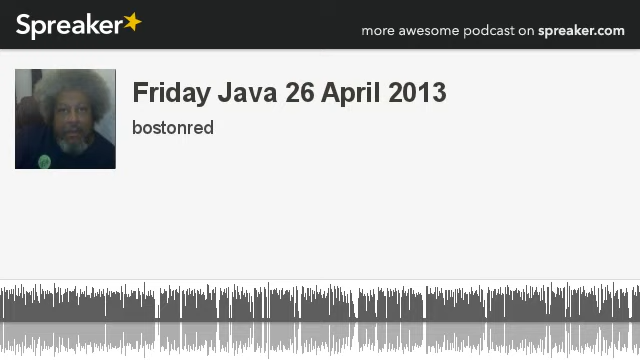 Spreaker
more awesome podcast on spreaker.com
Friday Java 26 April 2013
bostonred